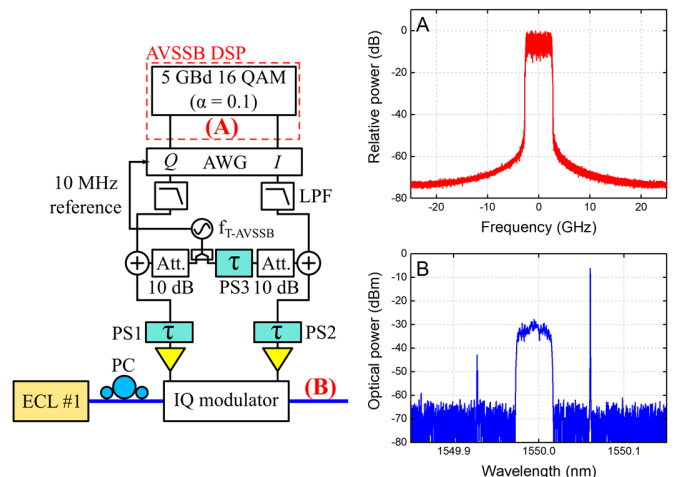 AVSSB DSP
5 GBd 16 QAM
(α = 0.1)
(A)
Q AWG I
10 MHz
reference
LPF
fT-AVSSB
Att. τ Att.
10 dB PS3 10 dB
PS1 τ τ PS2
PC
(B)
ECL #1 IQ modulator
A
Relative power (dB)
0
-20
-40
-60
-80
-20 -10 0 10 20
Frequency (GHz)
B
Optical power (dBm)
0
-10
-20
-30
-40
-50
-60
-70
-80
1549.9 1550.0 1550.1
Wavelength (nm)